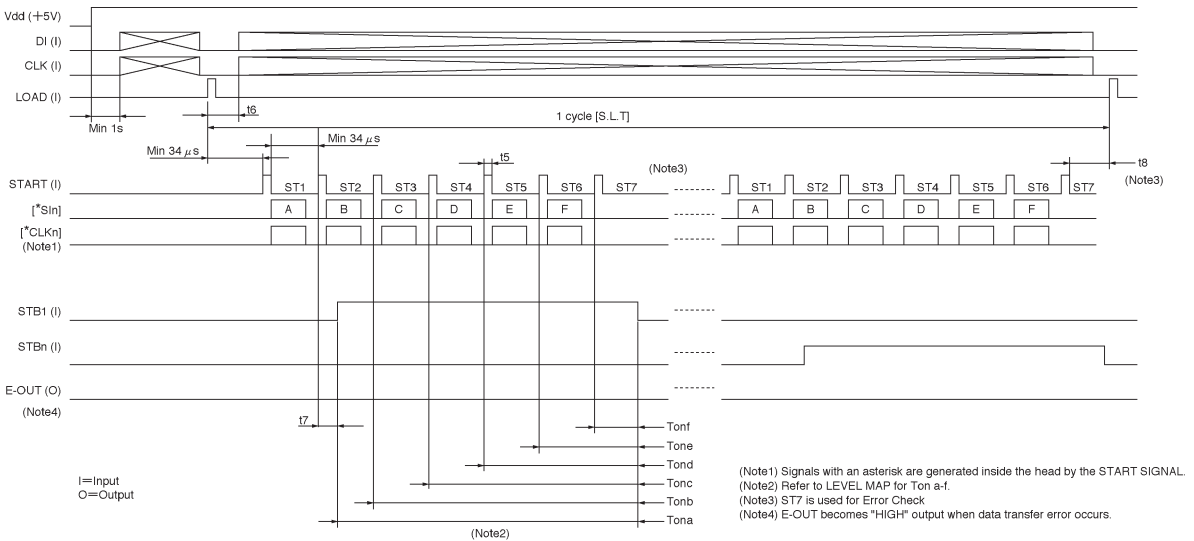 Vdd (+5V)
DI (I)
CLK (I)
LOAD (I)
t6
1 cycle [S.L.T]
Min 1s
Min 34 μs
Min 34 μs
t5
(Note3)
t8
(Note3)
START (I)
ST1 ST2 ST3 ST4 ST5 ST6 ST7
ST1 ST2 ST3 ST4 ST5 ST6 ST7
[*SIn]
A B C D E F
A B C D E F
[*CLKn]
(Note1)
STB1 (I)
STBn (I)
E-OUT (O)
(Note4)
t7
Tonf
Tone
Tond
Tonc
Tonb
Tona
(Note2)
I=Input
O=Output
(Note1) Signals with an asterisk are generated inside the head by the START SIGNAL.
(Note2) Refer to LEVEL MAP for Ton a-f.
(Note3) ST7 is used for Error Check
(Note4) E-OUT becomes "HIGH" output when data transfer error occurs.